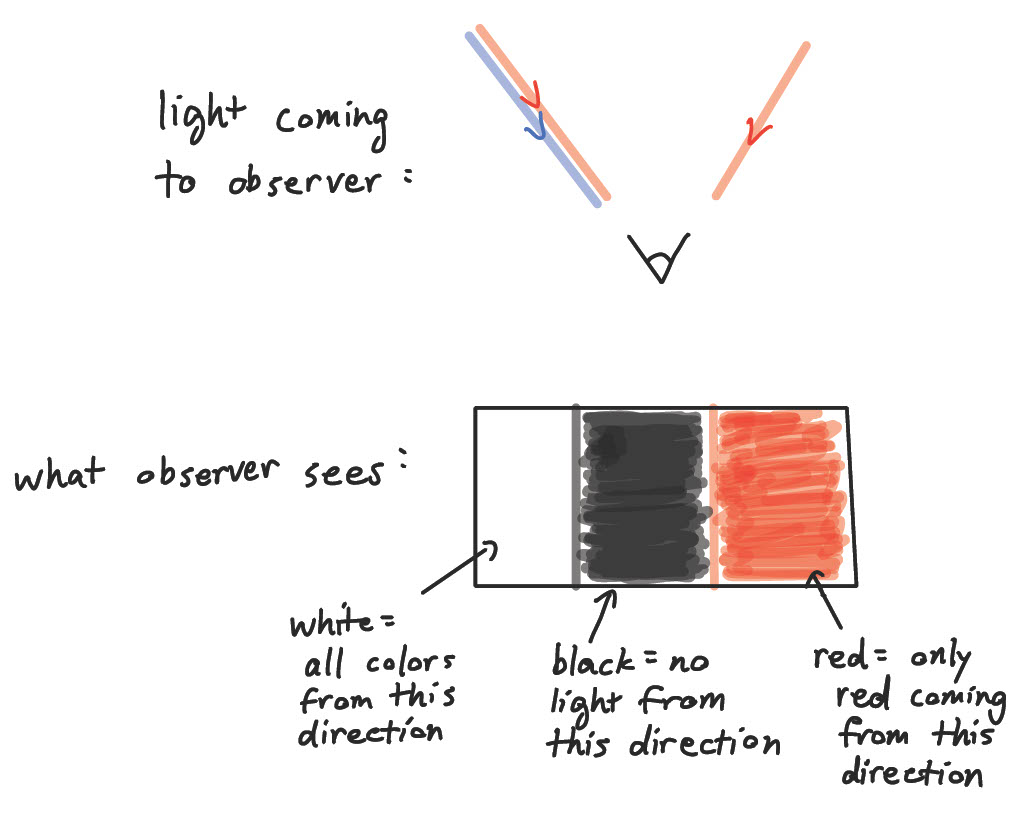 light coming
to observer :
what observer sees :
white =
all colors
from this
direction
black = no
light from
this direction
red = only
red coming
from this
direction